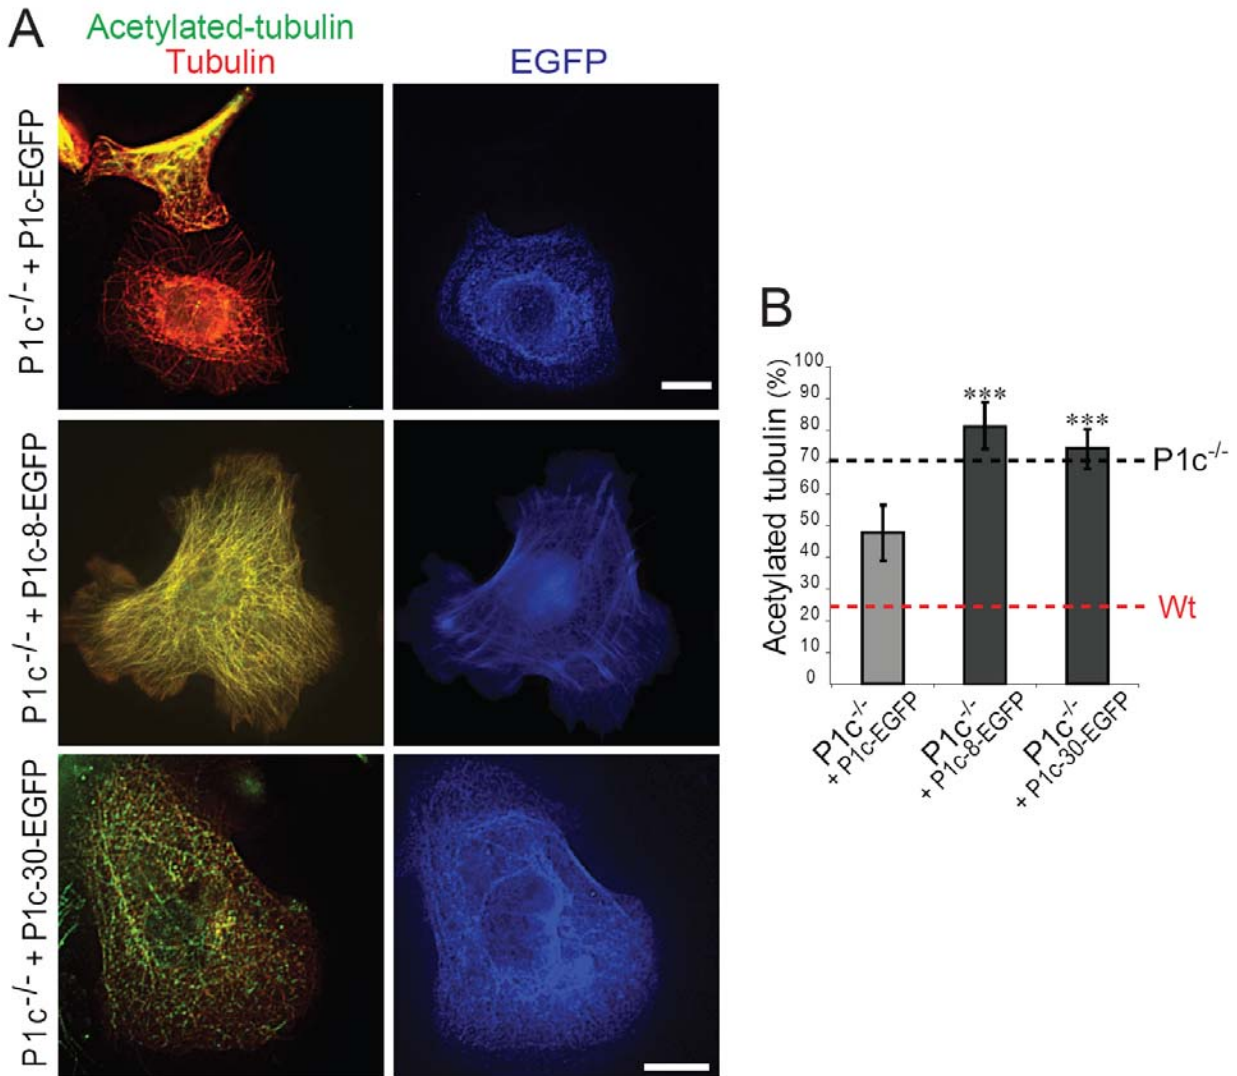 A
Acetylated-tubulin
Tubulin
EGFP
P1c-/- + P1c-EGFP
P1c-/- + P1c-8-EGFP
P1c-/- + P1c-30-EGFP
B
Acetylated tubulin (%)
100
90
80
70
60
50
40
30
20
10
0
***
***
P1c-/-
Wt
P1c-/-
+ P1c-EGFP
P1c-/-
+ P1c-8-EGFP
P1c-/-
+ P1c-30-EGFP